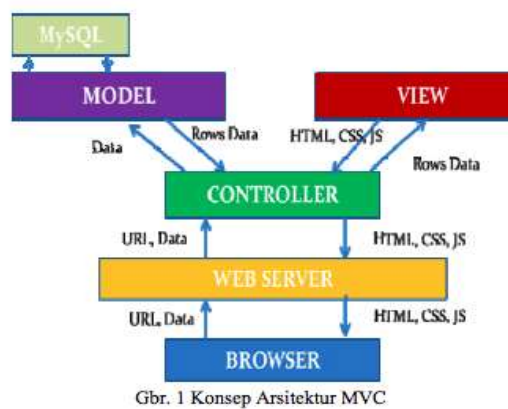 MySQL
MODEL
VIEW
Data
Rows Data
HTML, CSS, JS
Rows Data
CONTROLLER
URL, Data
HTML, CSS, JS
WEB SERVER
URL, Data
HTML, CSS, JS
BROWSER
Gbr. 1 Konsep Arsitektur MVC